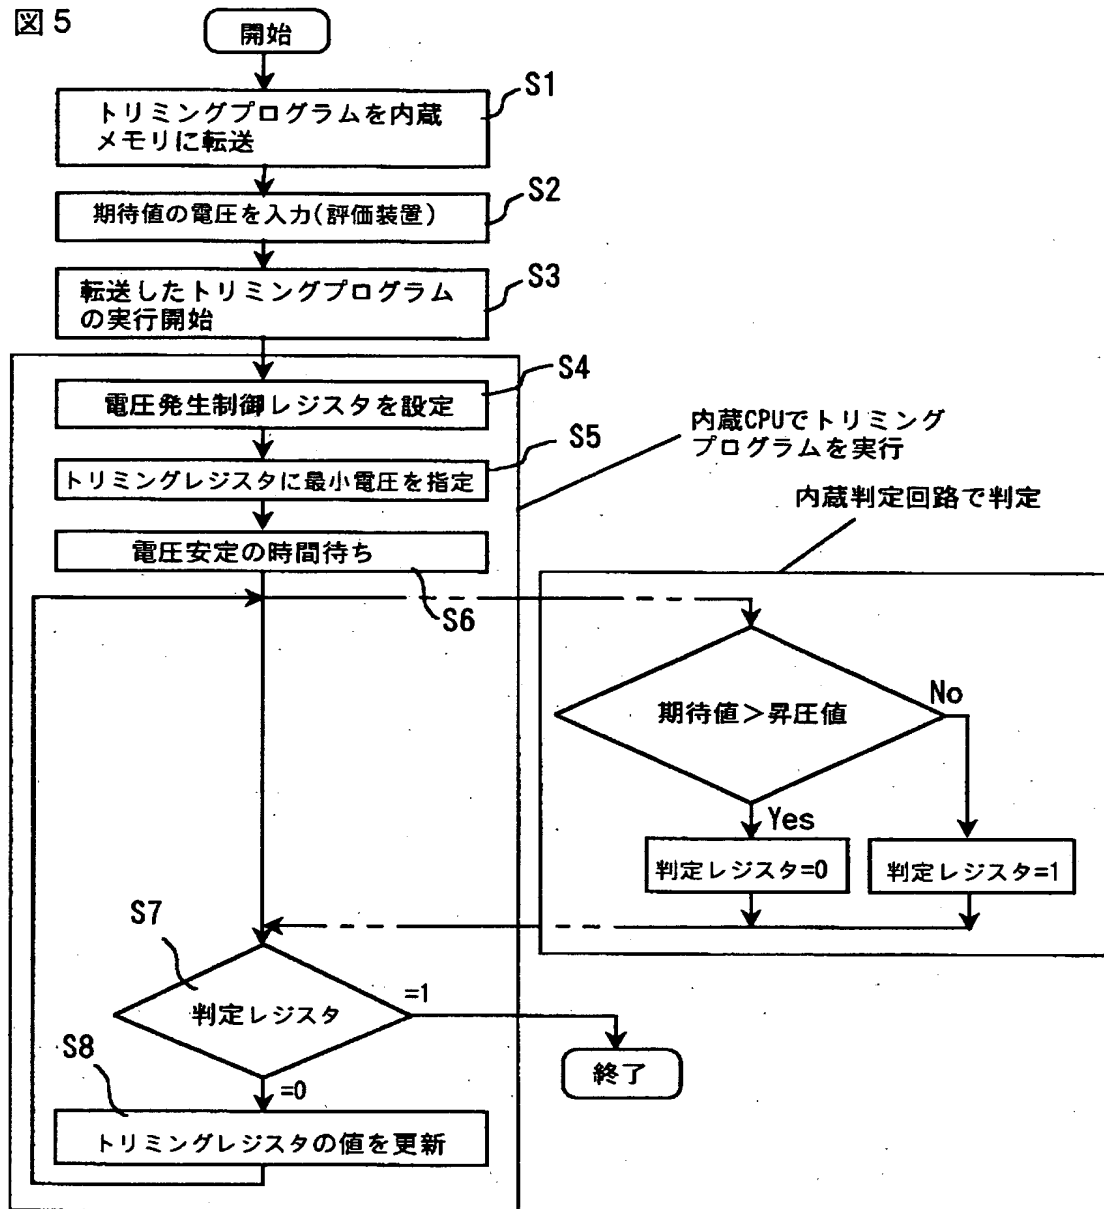 図5
開始
S1
トリミングプログラムを内蔵
メモリに転送
S2
期待値の電圧を入力(評価装置)
S3
転送したトリミングプログラム
の実行開始
S4
電圧発生制御レジスタを設定
内蔵CPUでトリミング
プログラムを実行
S5
トリミングレジスタに最小電圧を指定
内蔵判定回路で判定
電圧安定の時間待ち
S6
期待値>昇圧値
No
Yes
判定レジスタ=0
判定レジスタ=1
S7
判定レジスタ
=1
終了
S8
=0
トリミングレジスタの値を更新